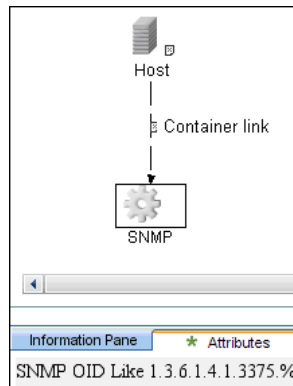 Host
Container link
SNMP
Information Pane
Attributes
SNMP OID Like 1.3.6.1.4.1.3375.%